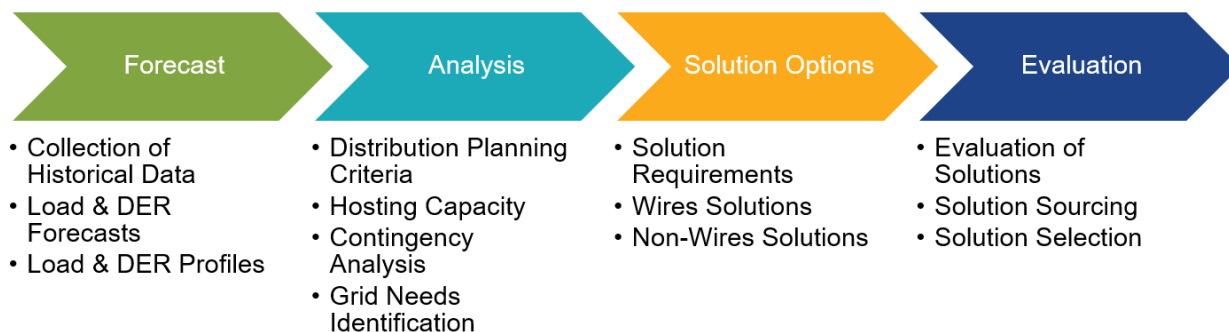 Forecast
Analysis
Solution Options
Evaluation
• Collection of
Historical Data
• Load & DER
Forecasts
• Load & DER Profiles
• Distribution Planning
Criteria
• Hosting Capacity
• Contingency
Analysis
• Grid Needs
Identification
• Solution
Requirements
• Wires Solutions
• Non-Wires Solutions
• Evaluation of
Solutions
• Solution Sourcing
• Solution Selection